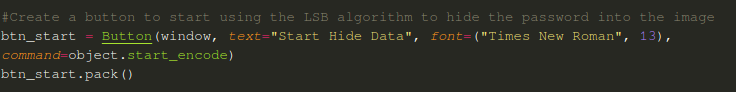 #Create a button to start using the LSB algorithm to hide the password into the image
btn_start = Button(window, text="Start Hide Data", font=("Times New Roman", 13),
command=object.start_encode)
btn_start.pack()